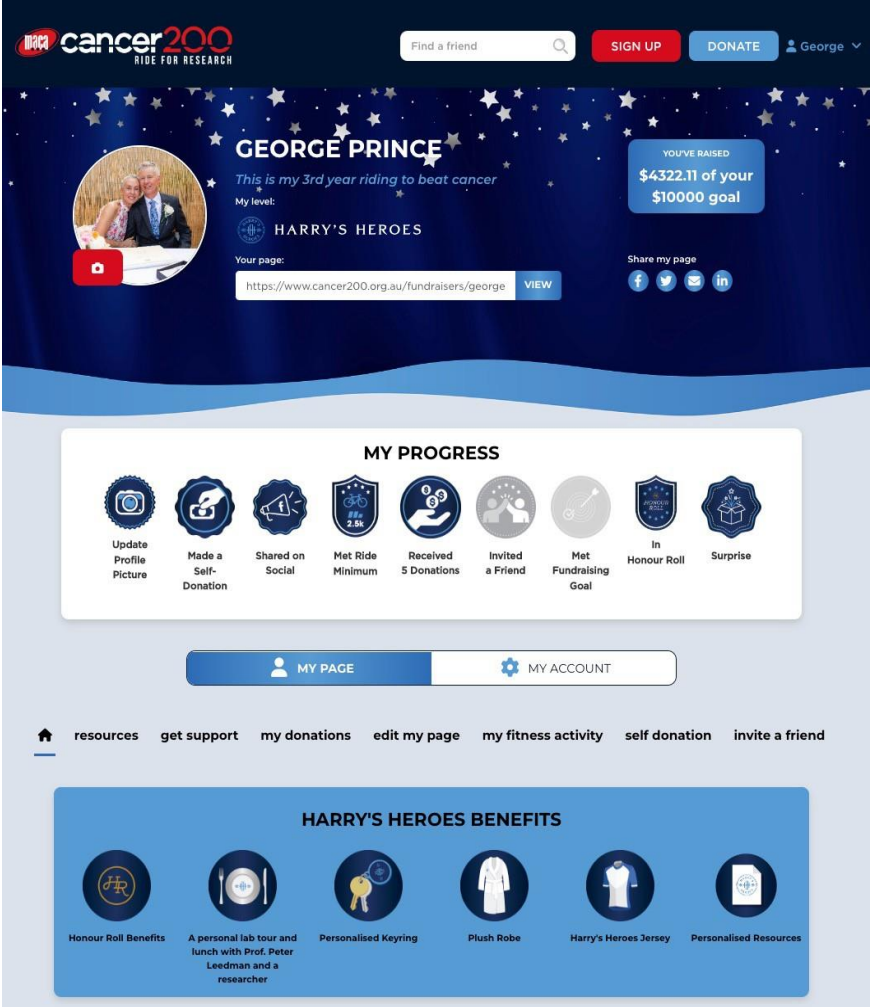 maca cancer200
RIDE FOR RESEARCH
Find a friend
SIGN UP
DONATE
George
GEORGE PRINCE
This is my 3rd year riding to beat cancer
My level:
HARRY'S HEROES
Your page:
https://www.cancer200.org.au/fundraisers/george
VIEW
YOU'VE RAISED
$4322.11 of your
$10000 goal
Share my page
MY PROGRESS
2.5k
HONOUR
ROLL
Update
Profile
Picture
Made a
Self-
Donation
Shared on
Social
Met Ride
Minimum
Received
5 Donations
Invited
a Friend
Met
Fundraising
Goal
In
Honour Roll
Surprise
MY PAGE
MY ACCOUNT
resources get support my donations edit my page my fitness activity self donation invite a friend
HARRY'S HEROES BENEFITS
HR
Honour Roll Benefits
A personal lab tour and
lunch with Prof. Peter
Leedman and a
researcher
Personalised Keyring
Plush Robe
Harry's Heroes Jersey
Personalised Resources